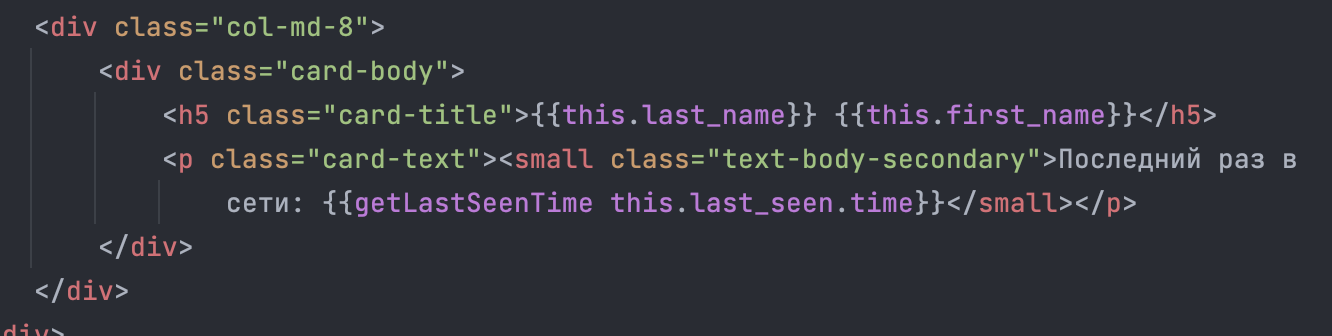 <div class="col-md-8">
<div class="card-body">
<h5 class="card-title">{{this.last_name}} {{this.first_name}}</h5>
<p class="card-text"><small class="text-body-secondary">Последний раз в
сети: {{getLastSeenTime this.last_seen.time}}</small></p>
</div>
</div>
div>